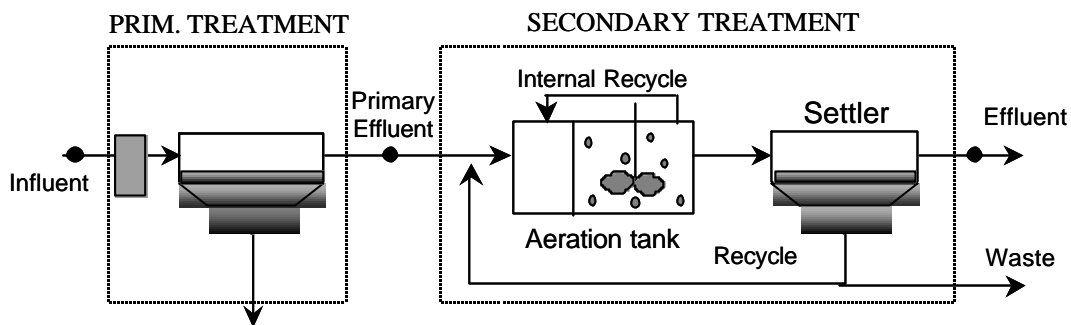 PRIM. TREATMENT
SECONDARY TREATMENT
Internal Recycle
Primary
Effluent
Settler
Effluent
Influent
Aeration tank
Recycle
Waste